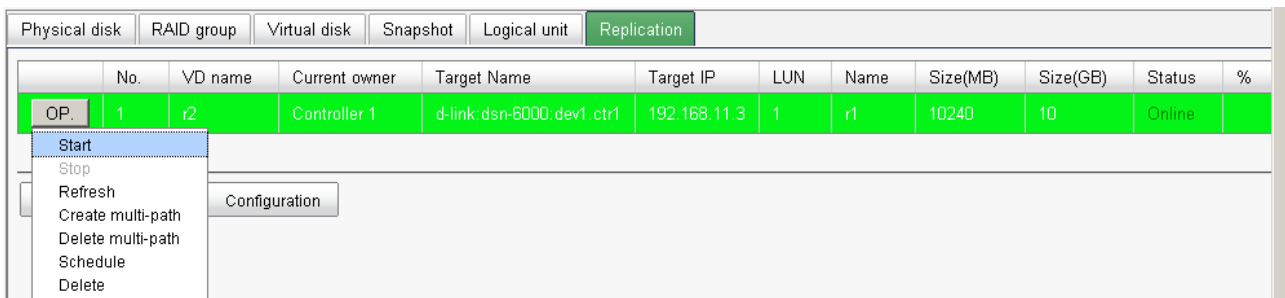 Physical disk RAID group Virtual disk Snapshot Logical unit Replication
No. VD name Current owner Target Name Target IP LUN Name Size(MB) Size(GB) Status %
OP. 1 r2 Controller 1 d-link:dsn-6000:dev1.ctr1 192.168.11.3 1 r1 10240 10 Online
Start
Stop
Refresh
Configuration
Create multi-path
Delete multi-path
Schedule
Delete